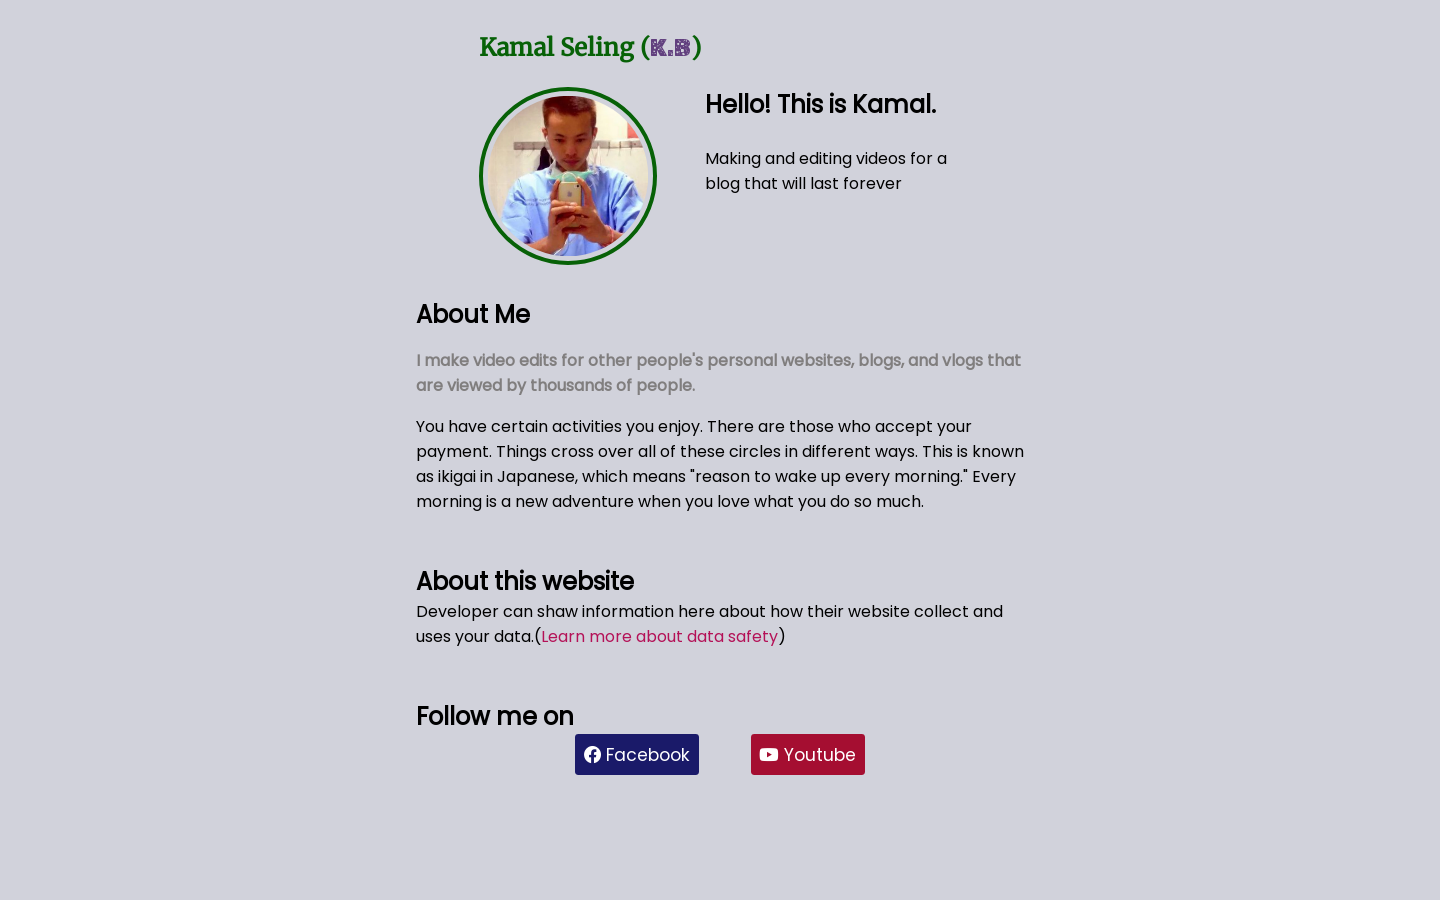 Kamal Seling (K.B)
Hello! This is Kamal.
Making and editing videos for a
blog that will last forever
About Me
I make video edits for other people's personal websites, blogs, and vlogs that
are viewed by thousands of people.
You have certain activities you enjoy. There are those who accept your
payment. Things cross over all of these circles in different ways. This is known
as ikigai in Japanese, which means "reason to wake up every morning." Every
morning is a new adventure when you love what you do so much.
About this website
Developer can shaw information here about how their website collect and
uses your data.(Learn more about data safety)
Follow me on
Facebook
Youtube